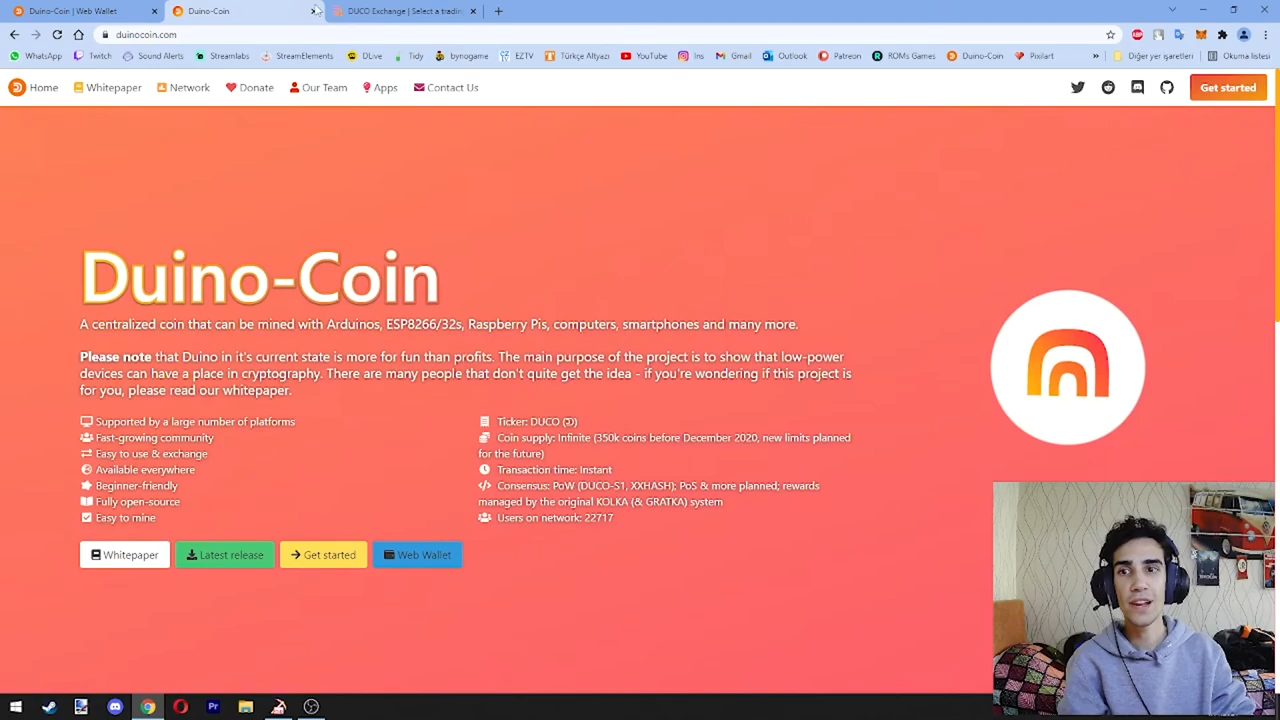 Duino-Coin | Web Wallet
Duino-Coin
DUCO Exchange | Select a tradin
duinocoin.com
WhatsApp Twitch Sound Alerts Streamlabs StreamElements DLive Tidy bynogame EZTV Türkçe Altyazı YouTube Ins Gmail Outlook Patreon ROMs Games Duino-Coin Pixilart » Diğer yer işaretleri Okuma listesi
Home Whitepaper Network Donate Our Team Apps Contact Us Get started
Duino-Coin
A centralized coin that can be mined with Arduinos, ESP8266/32s, Raspberry Pis, computers, smartphones and many more.
Please note that Duino in it's current state is more for fun than profits. The main purpose of the project is to show that low-power
devices can have a place in cryptography. There are many people that don't quite get the idea - if you're wondering if this project is
for you, please read our whitepaper.
Supported by a large number of platforms
Fast-growing community
Easy to use & exchange
Available everywhere
Beginner-friendly
Fully open-source
Easy to mine
Ticker: DUCO (ᕲ)
Coin supply: Infinite (350k coins before December 2020, new limits planned
for the future)
Transaction time: Instant
Consensus: PoW (DUCO-S1, XXHASH); PoS & more planned; rewards
managed by the original KOLKA (& GRATKA) system
Users on network: 22717
Whitepaper Latest release Get started Web Wallet